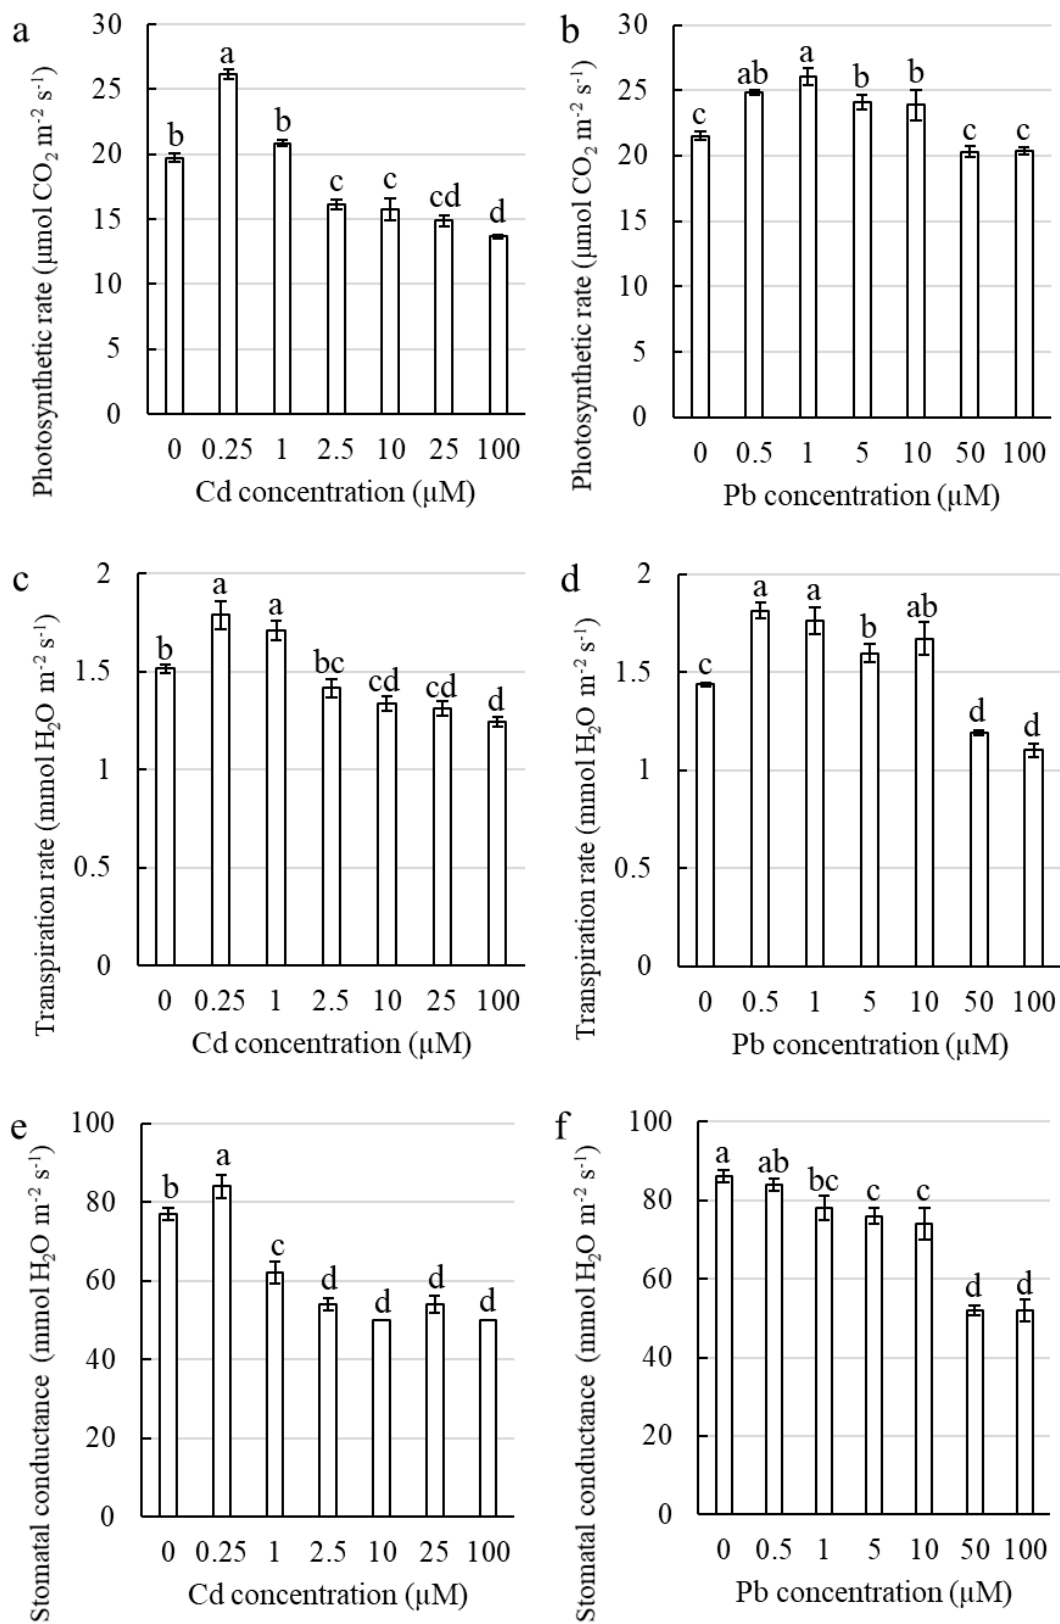 a
Photosynthetic rate (µmol CO₂ m⁻² s⁻¹)
30
25
20
15
10
5
0
b
a
b
c
c
cd
d
0 0.25 1 2.5 10 25 100
Cd concentration (µM)
b
Photosynthetic rate (µmol CO₂ m⁻² s⁻¹)
30
25
20
15
10
5
0
c
ab
a
b
b
c
c
0 0.5 1 5 10 50 100
Pb concentration (µM)
c
Transpiration rate (mmol H₂O m⁻² s⁻¹)
2
1.5
1
0.5
0
b
a
a
bc
cd
cd
d
0 0.25 1 2.5 10 25 100
Cd concentration (µM)
d
Transpiration rate (mmol H₂O m⁻² s⁻¹)
2
1.5
1
0.5
0
c
a
a
b
ab
d
d
0 0.5 1 5 10 50 100
Pb concentration (µM)
e
Stomatal conductance (mmol H₂O m⁻² s⁻¹)
100
80
60
40
20
0
b
a
c
d
d
d
d
0 0.25 1 2.5 10 25 100
Cd concentration (µM)
f
Stomatal conductance (mmol H₂O m⁻² s⁻¹)
100
80
60
40
20
0
a
ab
bc
c
c
d
d
0 0.5 1 5 10 50 100
Pb concentration (µM)